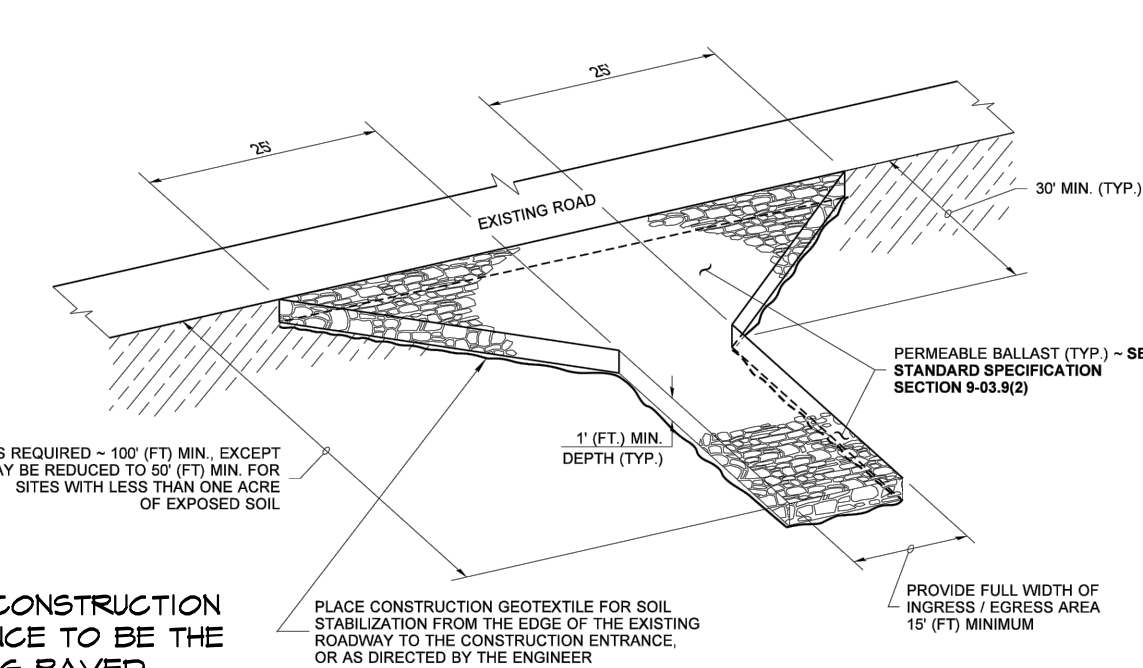 25'
25'
EXISTING ROAD
30' MIN. (TYP.)
PERMEABLE BALLAST (TYP.) ~
STANDARD SPECIFICATION
SECTION 9-03.9(2)
1' (FT.) MIN.
DEPTH (TYP.)
REQUIRED ~ 100' (FT) MIN., EXCEPT
BE REDUCED TO 50' (FT) MIN. FOR
SITES WITH LESS THAN ONE ACRE
OF EXPOSED SOIL
PROVIDE FULL WIDTH OF
INGRESS / EGRESS AREA
15' (FT) MINIMUM
PLACE CONSTRUCTION GEOTEXTILE FOR SOIL
STABILIZATION FROM THE EDGE OF THE EXISTING
ROADWAY TO THE CONSTRUCTION ENTRANCE,
OR AS DIRECTED BY THE ENGINEER
CONSTRUCTION
TO BE THE